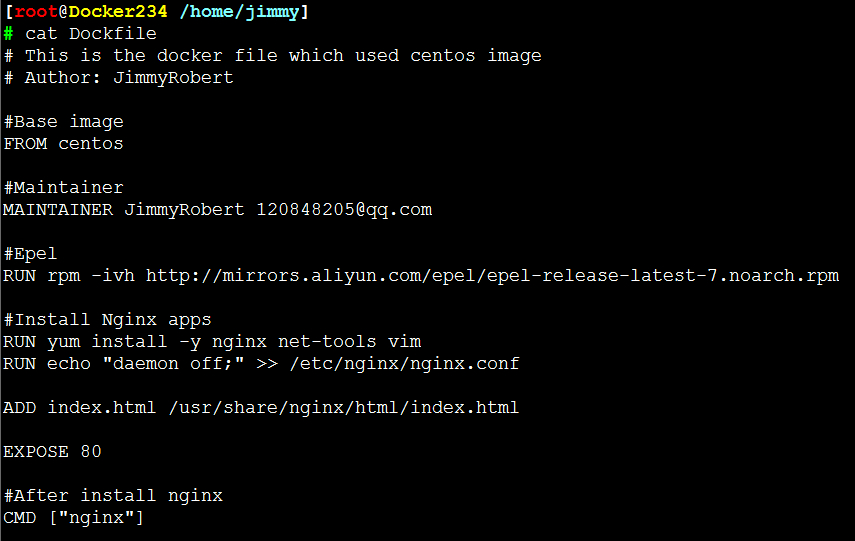 [root@Docker234 /home/jimmy]
# cat Dockfile
# This is the docker file which used centos image
# Author: JimmyRobert
#Base image
FROM centos
#Maintainer
MAINTAINER JimmyRobert 120848205@qq.com
#Epel
RUN rpm -ivh http://mirrors.aliyun.com/epel/epel-release-latest-7.noarch.rpm
#Install Nginx apps
RUN yum install -y nginx net-tools vim
RUN echo "daemon off;" >> /etc/nginx/nginx.conf
ADD index.html /usr/share/nginx/html/index.html
EXPOSE 80
#After install nginx
CMD ["nginx"]